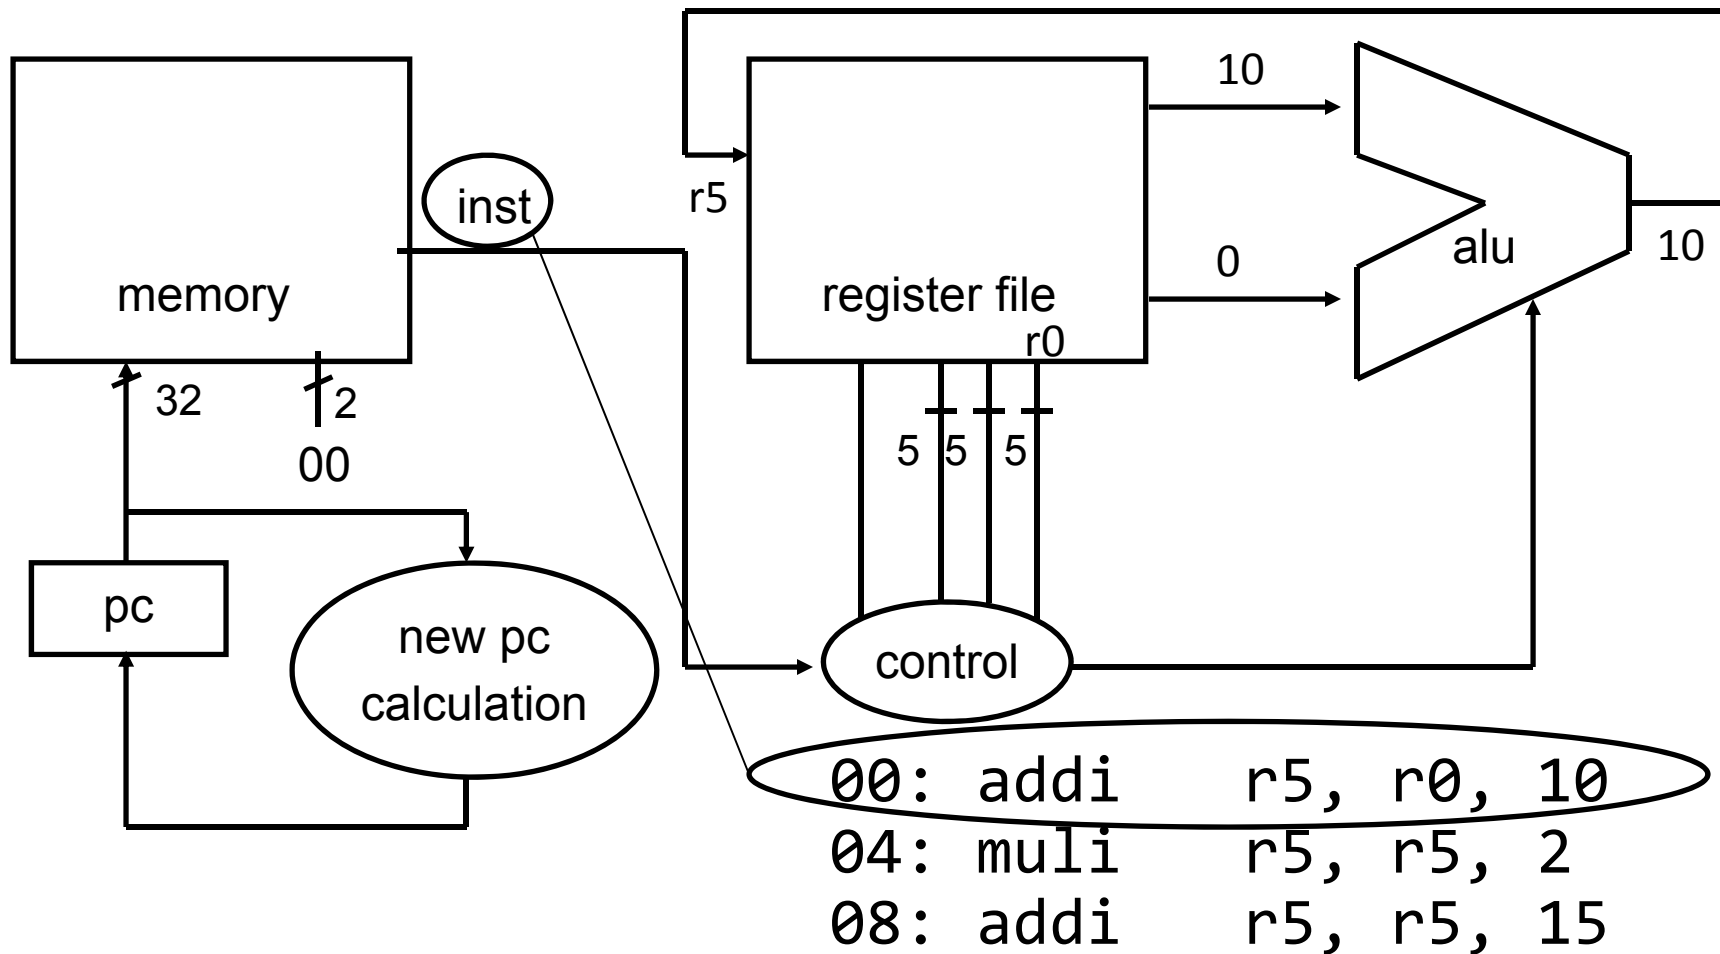 10
inst
r5
alu
10
0
memory
register file
r0
32
2
00
5 5 5
pc
new pc
calculation
control
00: addi r5, r0, 10
04: muli r5, r5, 2
08: addi r5, r5, 15